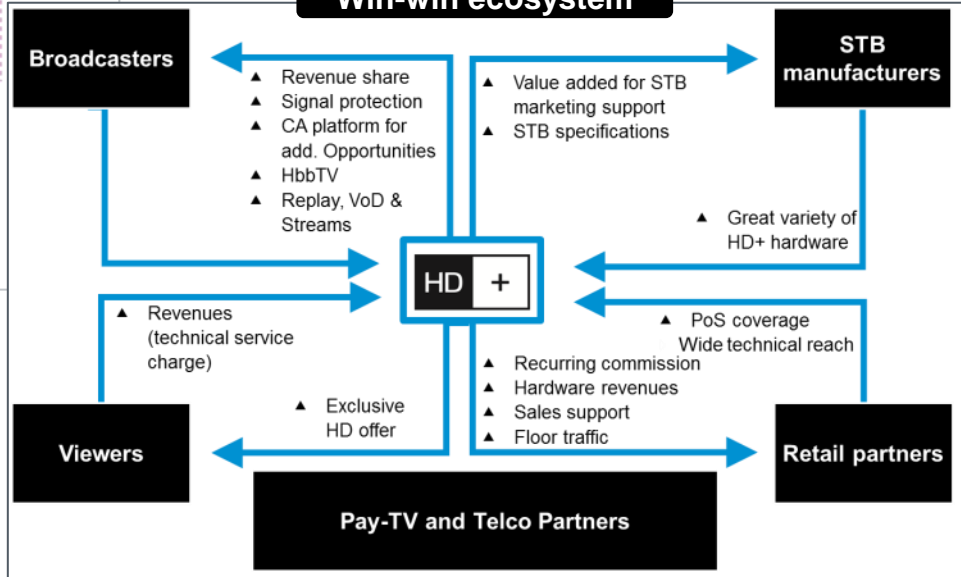 Win-win ecosystem
Broadcasters
▲ Revenue share
▲ Signal protection
▲ CA platform for
add. Opportunities
▲ HbbTV
▲ Replay, VoD &
Streams
▲ Value added for STB
marketing support
▲ STB specifications
STB
manufacturers
▲ Great variety of
HD+ hardware
HD +
▲ Revenues
(technical service
charge)
▲ Exclusive
HD offer
▲ PoS coverage
Wide technical reach
▲ Recurring commission
▲ Hardware revenues
▲ Sales support
▲ Floor traffic
Viewers
Retail partners
Pay-TV and Telco Partners